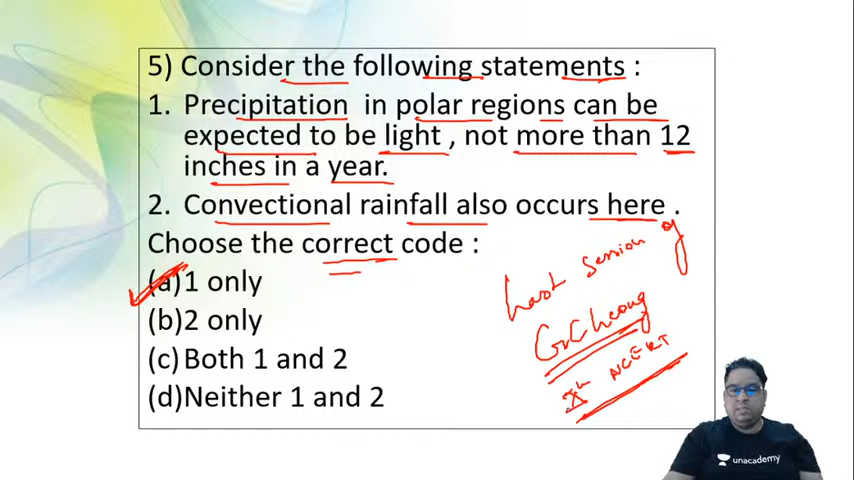 5) Consider the following statements :
1. Precipitation in polar regions can be
expected to be light , not more than 12
inches in a year.
2. Convectional rainfall also occurs here .
Choose the correct code :
(a)1 only
(b)2 only
(c)Both 1 and 2
(d)Neither 1 and 2
Last session of
GCheong
Xth NCERT
unacademy